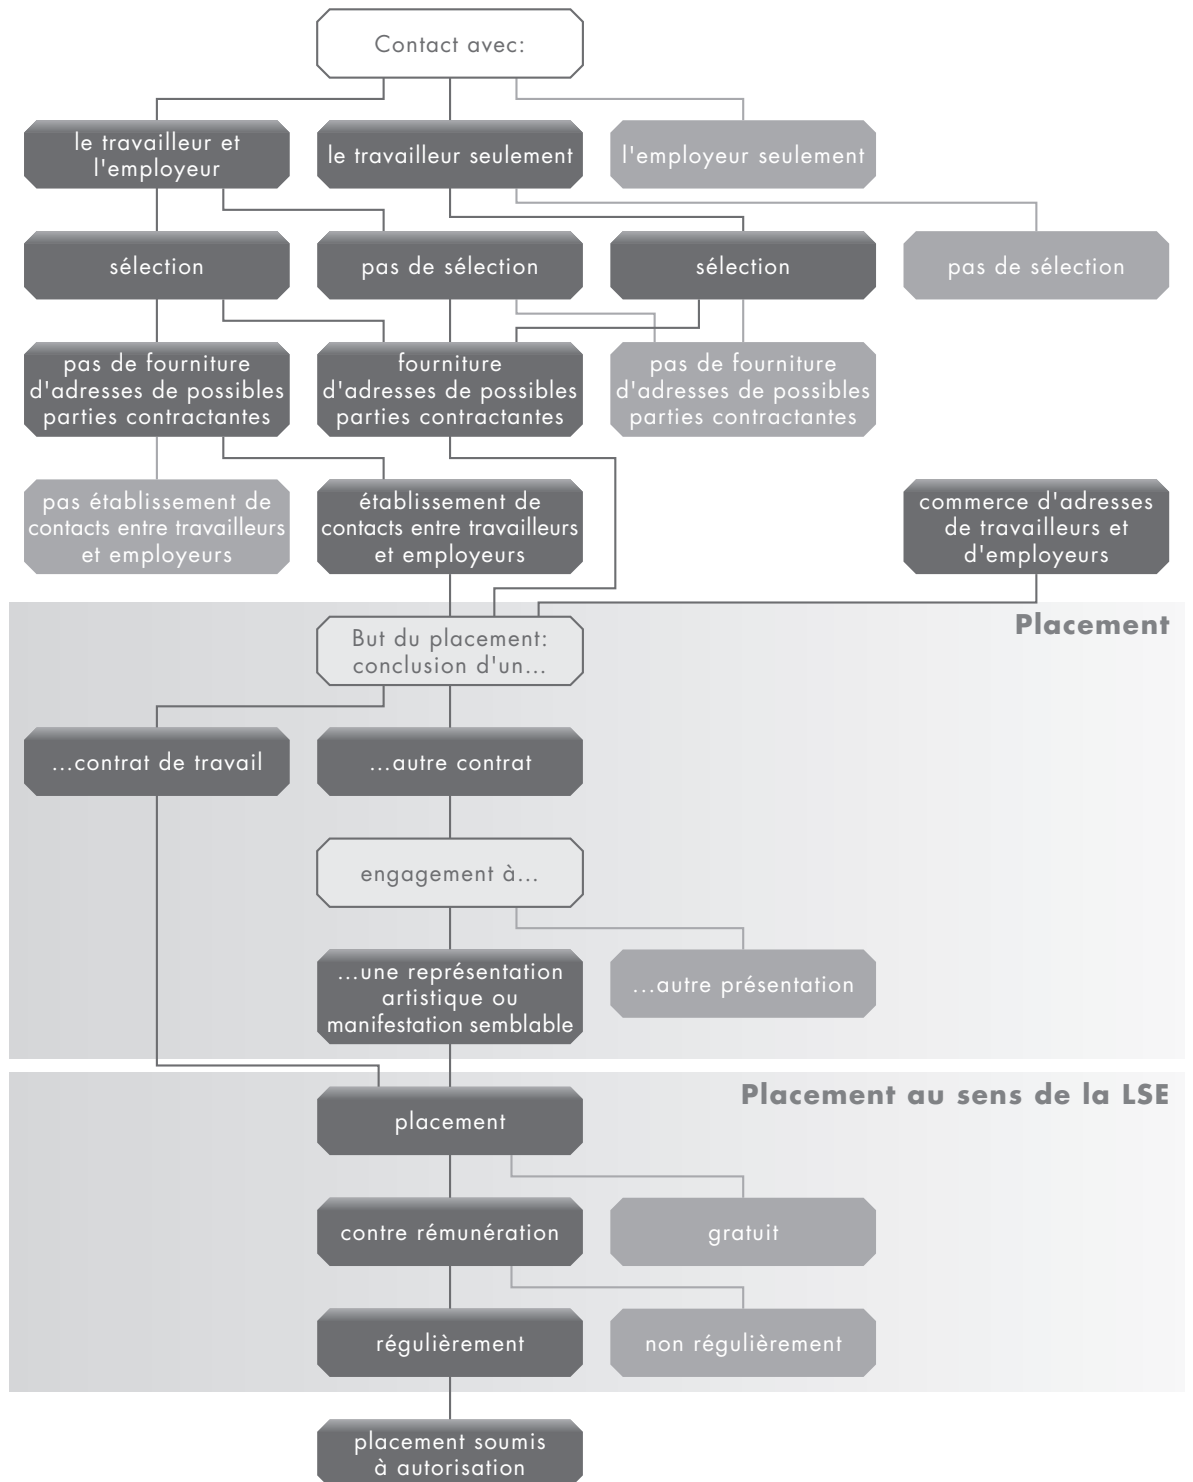 Contact avec:
le travailleur et
l'employeur
le travailleur seulement
l'employeur seulement
sélection
pas de sélection
sélection
pas de sélection
pas de fourniture
d'adresses de possibles
parties contractantes
fourniture
d'adresses de possibles
parties contractantes
pas de fourniture
d'adresses de possibles
parties contractantes
pas établissement de
contacts entre travailleurs
et employeurs
établissement de
contacts entre travailleurs
et employeurs
commerce d'adresses
de travailleurs et
d'employeurs
Placement
But du placement:
conclusion d'un...
...contrat de travail
...autre contrat
engagement à...
...une représentation
artistique ou
manifestation semblable
...autre présentation
Placement au sens de la LSE
placement
contre rémunération
gratuit
régulièrement
non régulièrement
placement soumis
à autorisation